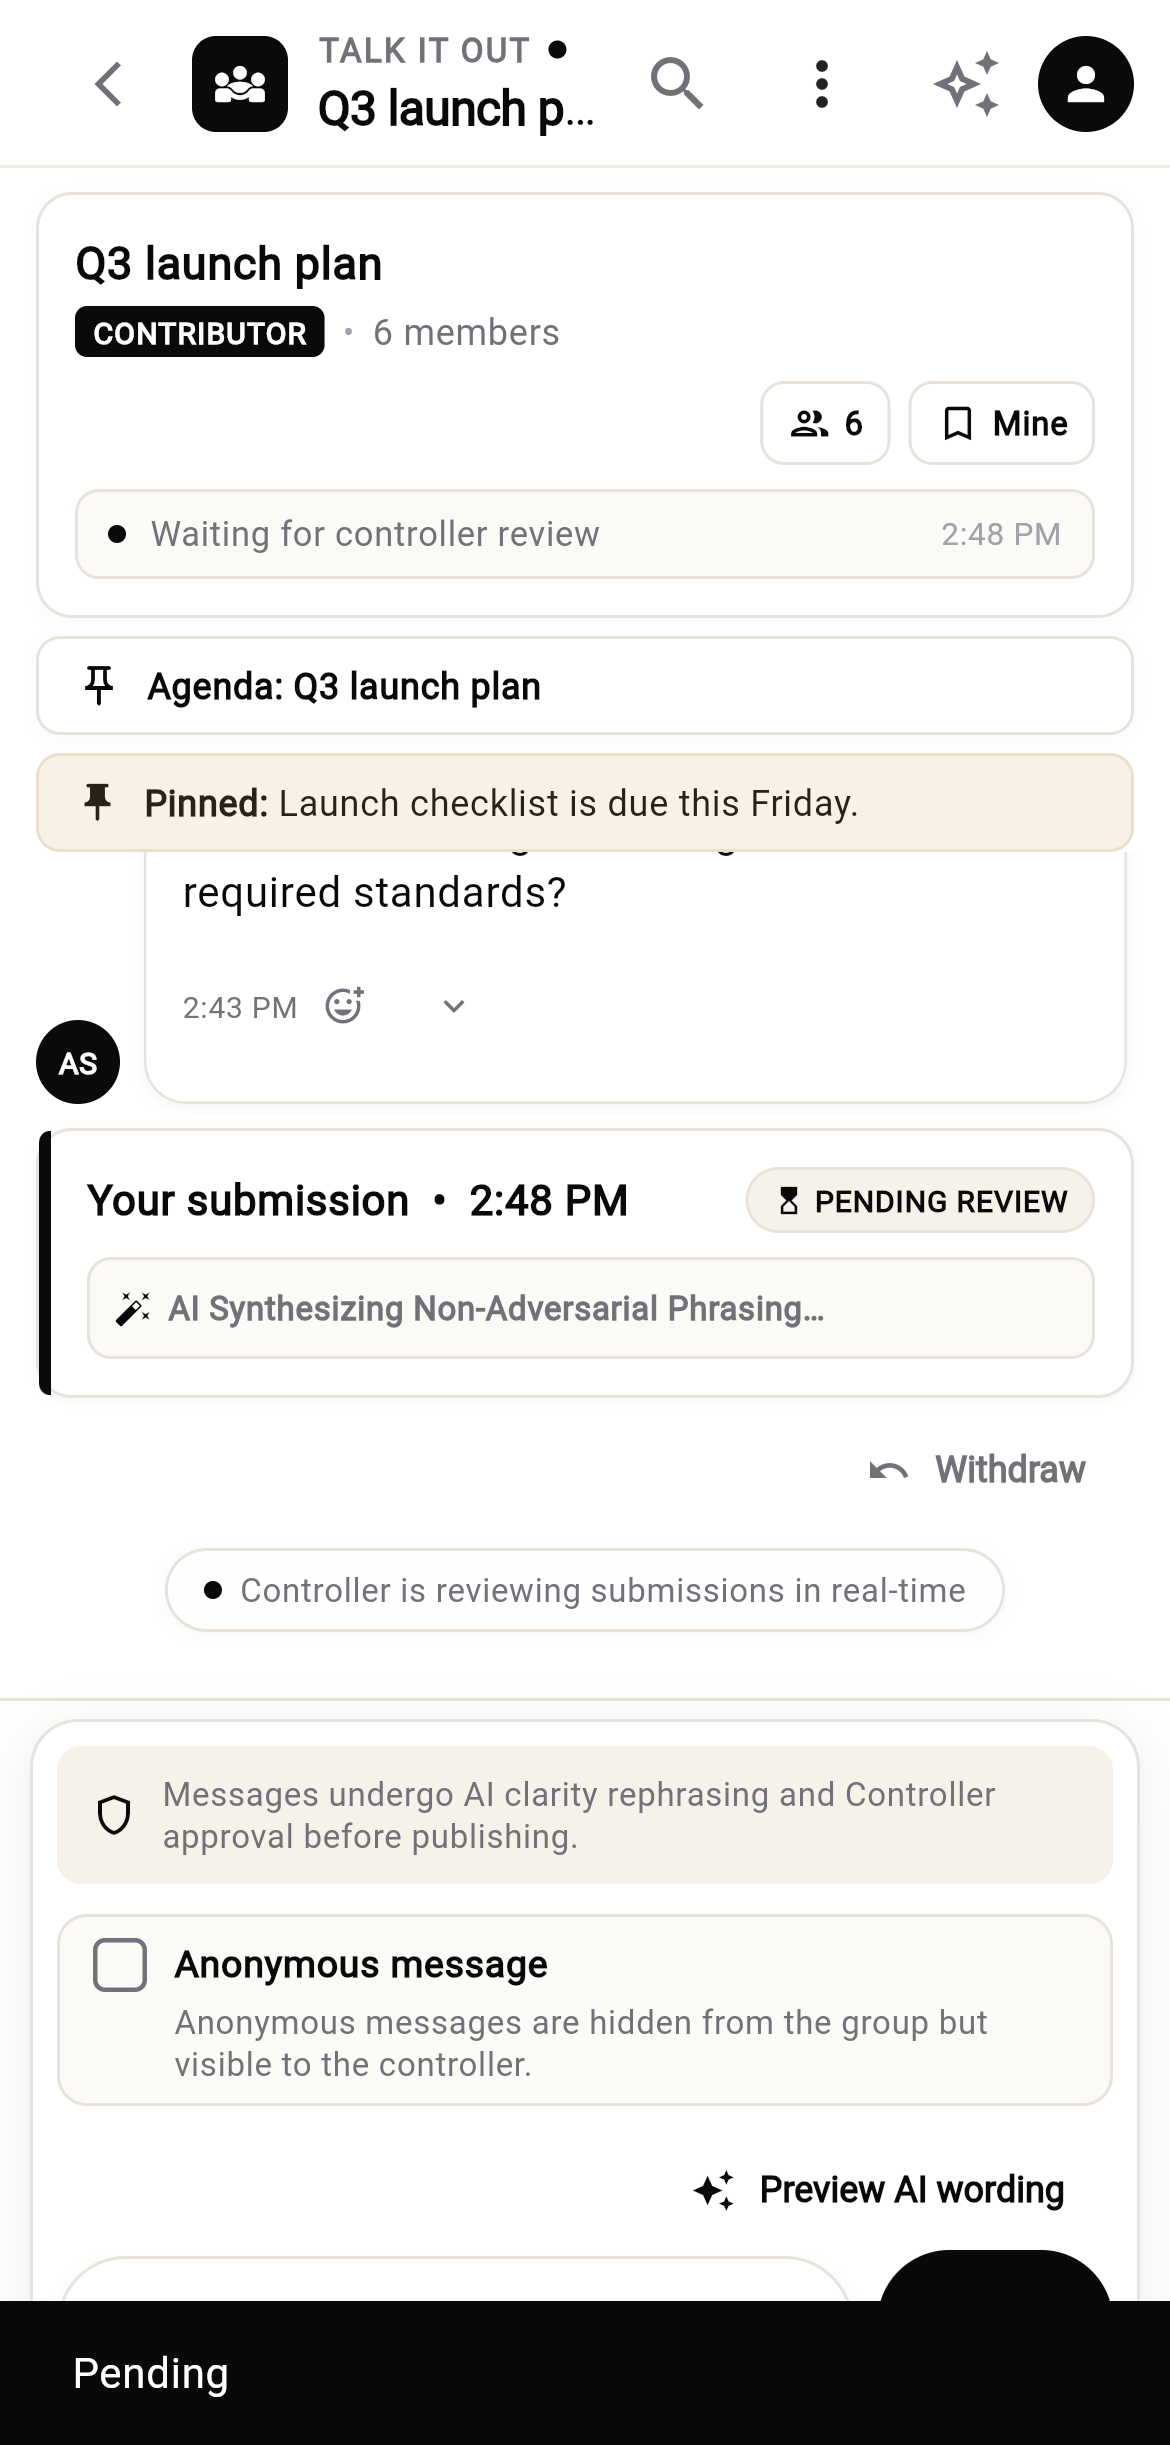 TALK IT OUT
Q3 launch p...
Q3 launch plan
CONTRIBUTOR • 6 members
6
Mine
Waiting for controller review 2:48 PM
Agenda: Q3 launch plan
Pinned: Launch checklist is due this Friday.
required standards?
2:43 PM
AS
Your submission • 2:48 PM
PENDING REVIEW
AI Synthesizing Non-Adversarial Phrasing...
Withdraw
Controller is reviewing submissions in real-time
Messages undergo AI clarity rephrasing and Controller
approval before publishing.
Anonymous message
Anonymous messages are hidden from the group but
visible to the controller.
Preview AI wording
Pending